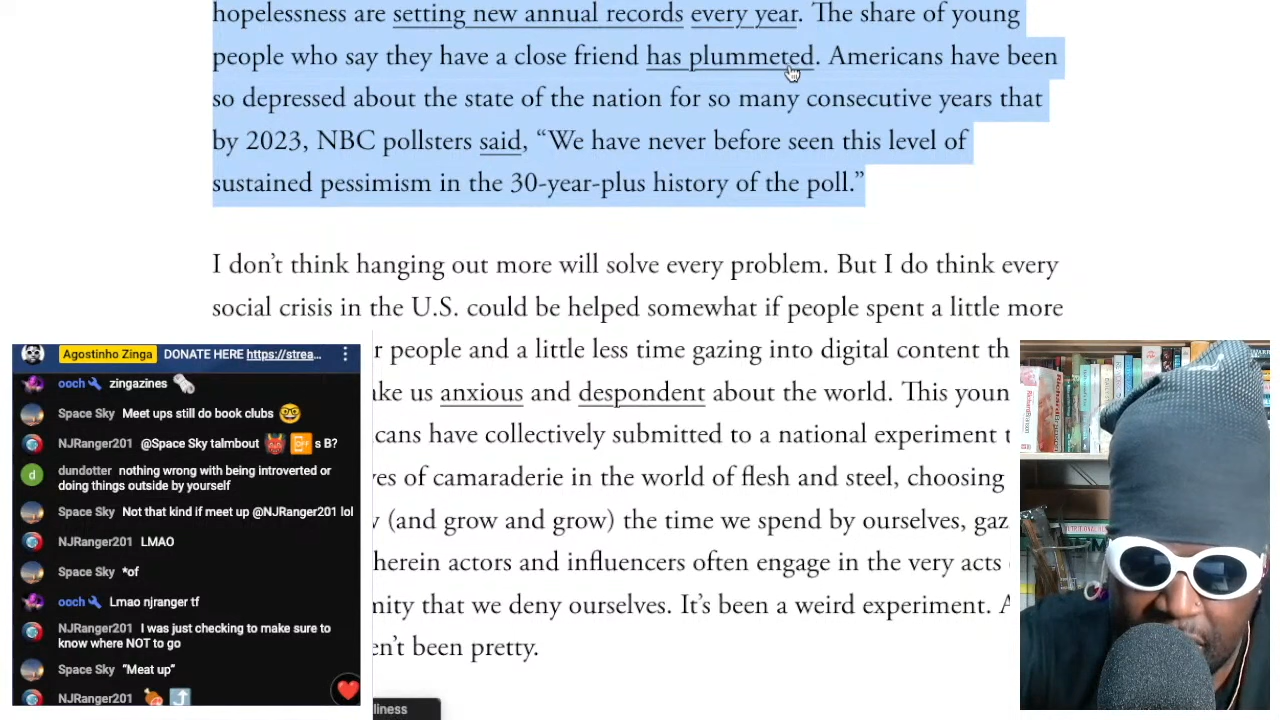 hopelessness are setting new annual records every year. The share of young
people who say they have a close friend has plummeted. Americans have been
so depressed about the state of the nation for so many consecutive years that
by 2023, NBC pollsters said, “We have never before seen this level of
sustained pessimism in the 30-year-plus history of the poll.”
I don’t think hanging out more will solve every problem. But I do think every
social crisis in the U.S. could be helped somewhat if people spent a little more
r people and a little less time gazing into digital content th
ake us anxious and despondent about the world. This youn
cans have collectively submitted to a national experiment t
es of camaraderie in the world of flesh and steel, choosing
(and grow and grow) the time we spend by ourselves, gaz
herein actors and influencers often engage in the very acts
nity that we deny ourselves. It’s been a weird experiment. A
en’t been pretty.
liness
Agostinho Zinga DONATE HERE https://strea...
ooch zingazines
Space Sky Meet ups still do book clubs
NJRanger201 @Space Sky talmbout s B?
dundotter nothing wrong with being introverted or
doing things outside by yourself
Space Sky Not that kind if meet up @NJRanger201 lol
NJRanger201 LMAO
Space Sky *of
ooch Lmao njranger tf
NJRanger201 I was just checking to make sure to
know where NOT to go
Space Sky “Meat up”
NJRanger201